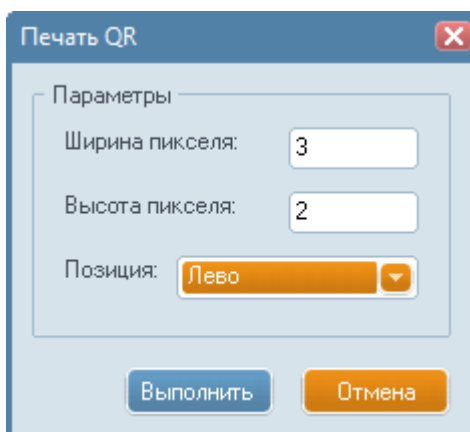 Печать QR
Параметры
Ширина пикселя: 3
Высота пикселя: 2
Позиция: Лево
Выполнить Отмена